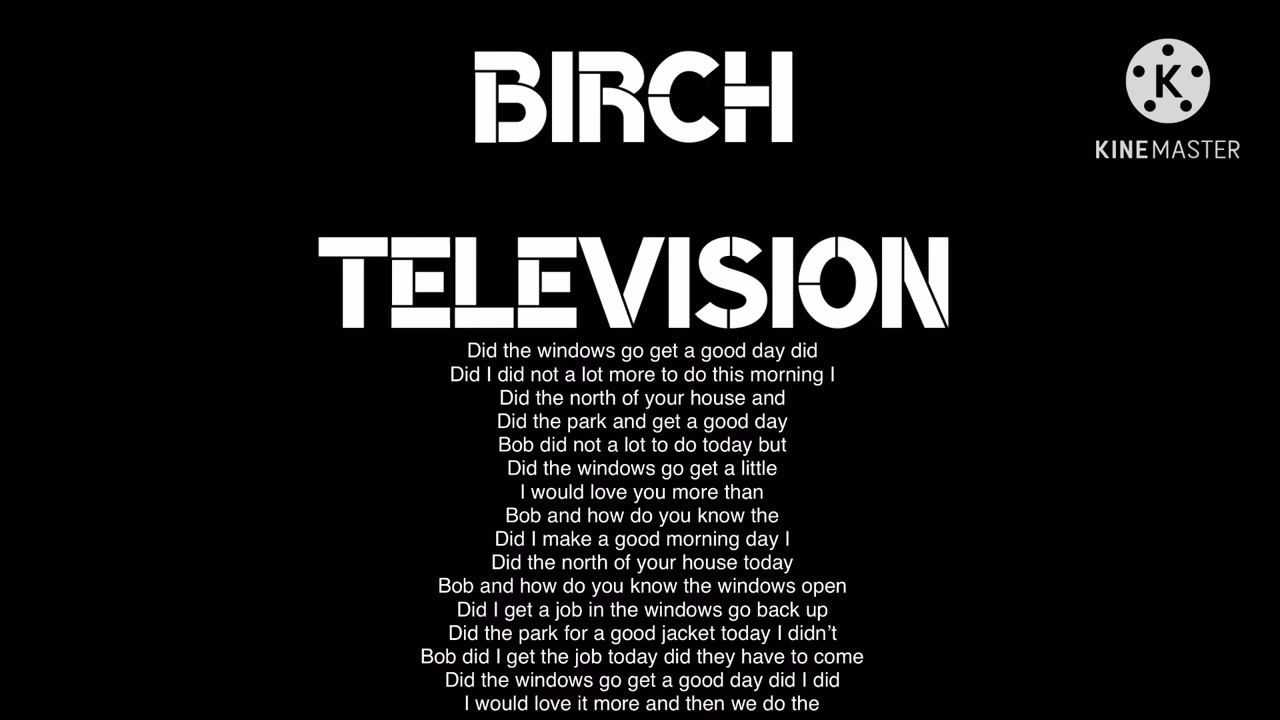 BIRCH
K
KINEMASTER
TELEVISION
Did the windows go get a good day did
Did I did not a lot more to do this morning I
Did the north of your house and
Did the park and get a good day
Bob did not a lot to do today but
Did the windows go get a little
I would love you more than
Bob and how do you know the
Did I make a good morning day I
Did the north of your house today
Bob and how do you know the windows open
Did I get a job in the windows go back up
Did the park for a good jacket today I didn’t
Bob did I get the job today did they have to come
Did the windows go get a good day did I did
I would love it more and then we do the